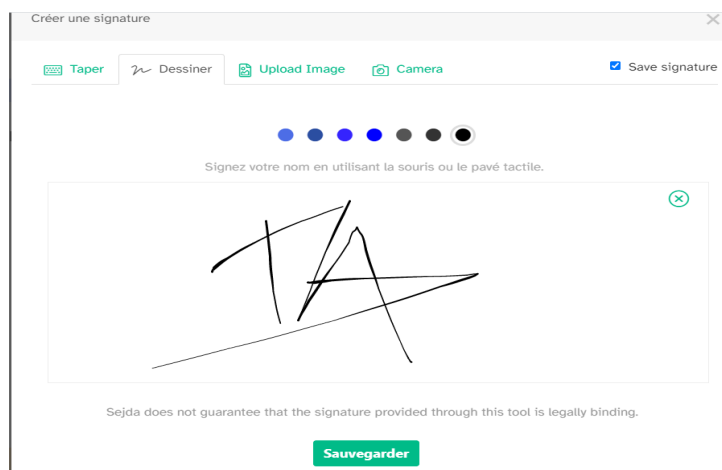 Créer une signature
Taper Dessiner Upload Image Camera Save signature
Signez votre nom en utilisant la souris ou le pavé tactile.
Sejda does not guarantee that the signature provided through this tool is legally binding.
Sauvegarder